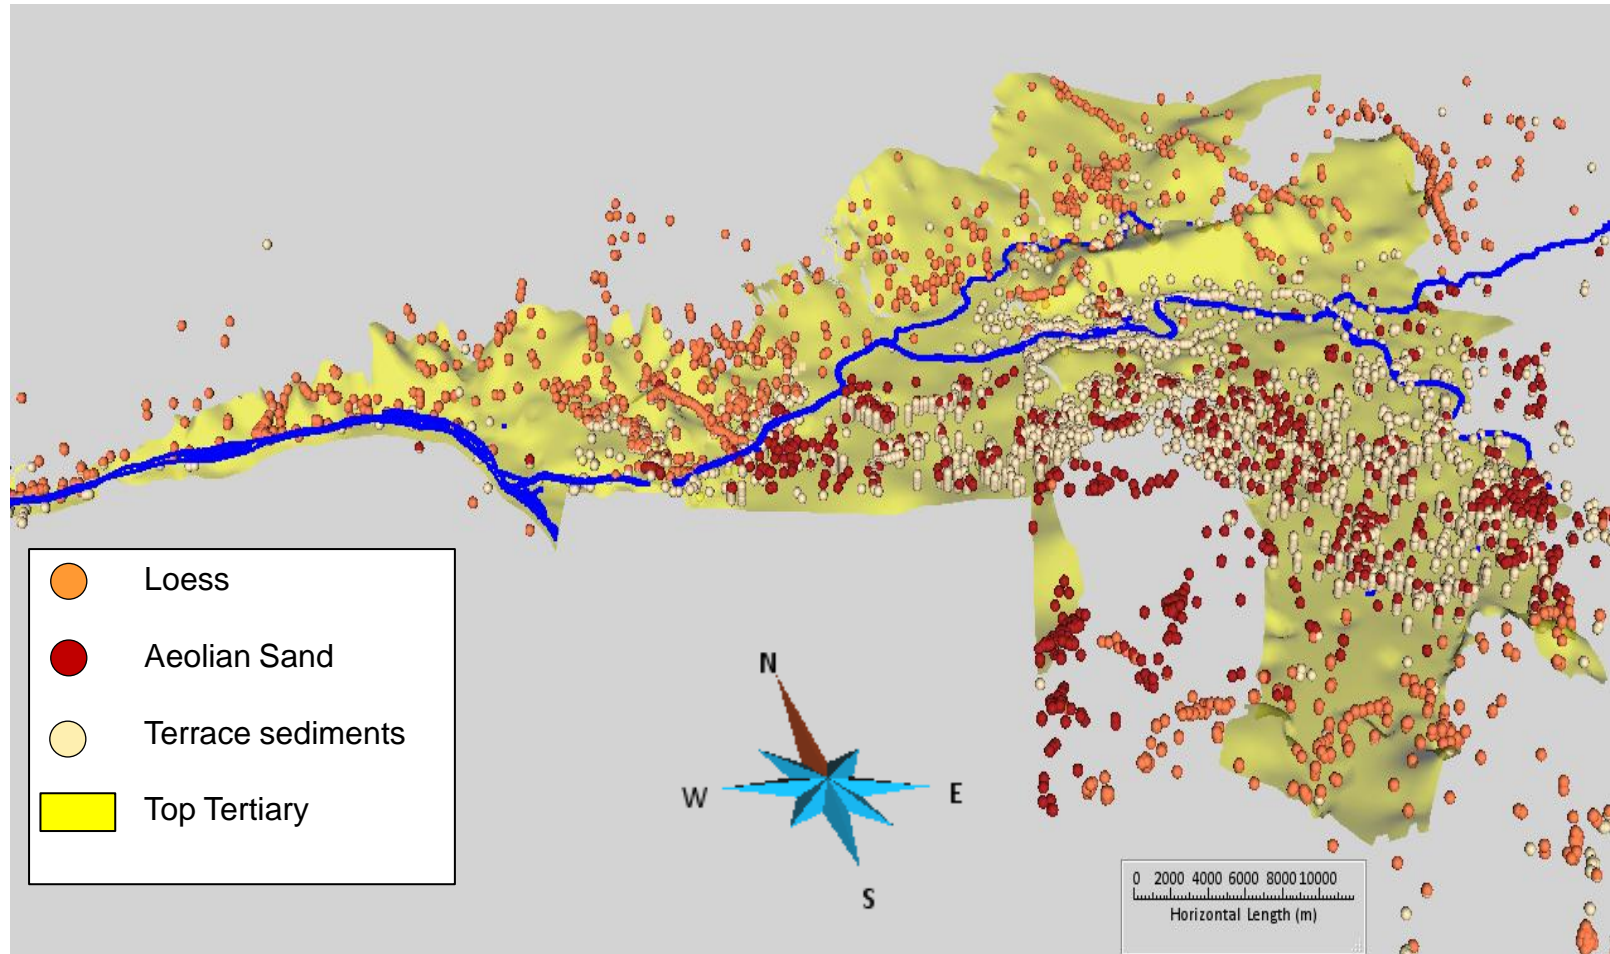 Loess
Aeolian Sand
Terrace sediments
Top Tertiary
N
W
E
S
0 2000 4000 6000 8000 10000
Horizontal Length (m)